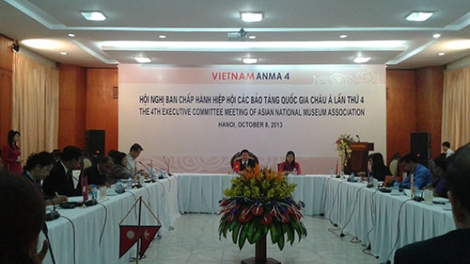 VIETNAM ANMA 4
HỘI NGHỊ BAN CHẤP HÀNH HIỆP HỘI CÁC BẢO TÀNG QUỐC GIA CHÂU Á LẦN THỨ 4
THE 4TH EXECUTIVE COMMITTEE MEETING OF ASIAN NATIONAL MUSEUM ASSOCIATION
HANOI, OCTOBER 8, 2013